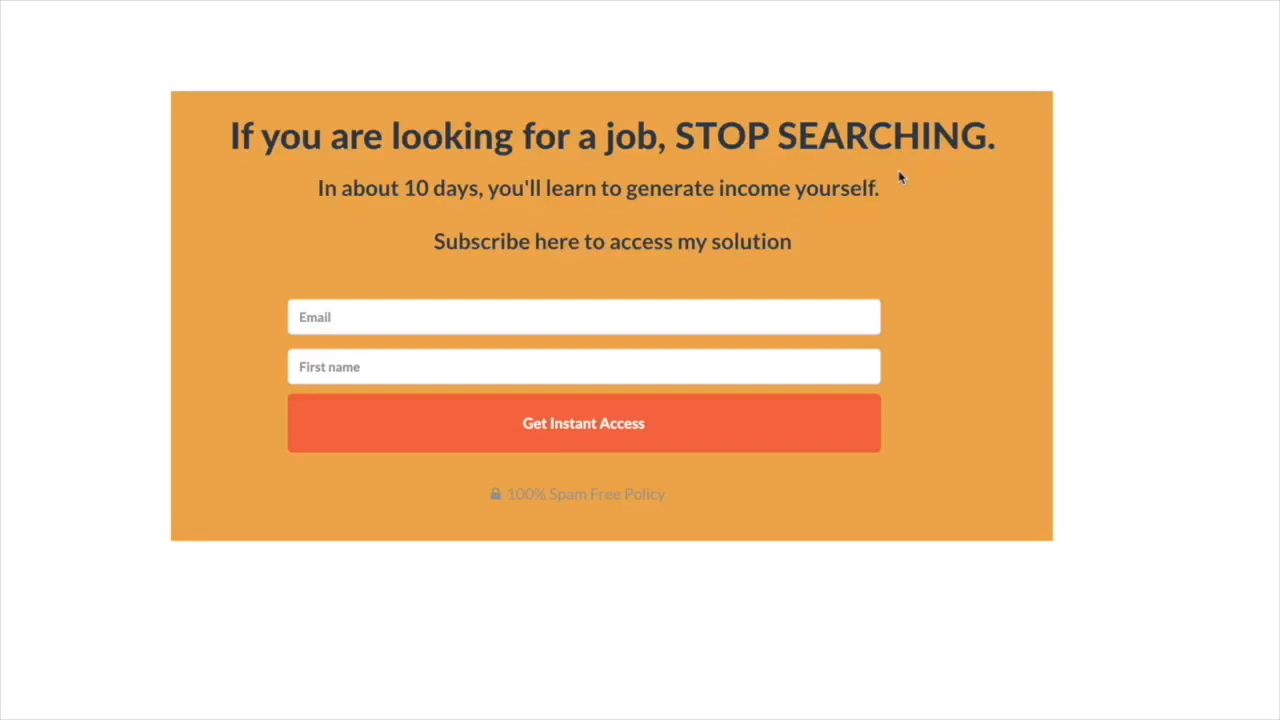 If you are looking for a job, STOP SEARCHING.
In about 10 days, you'll learn to generate income yourself.
Subscribe here to access my solution
Email
First name
Get Instant Access
100% Spam Free Policy